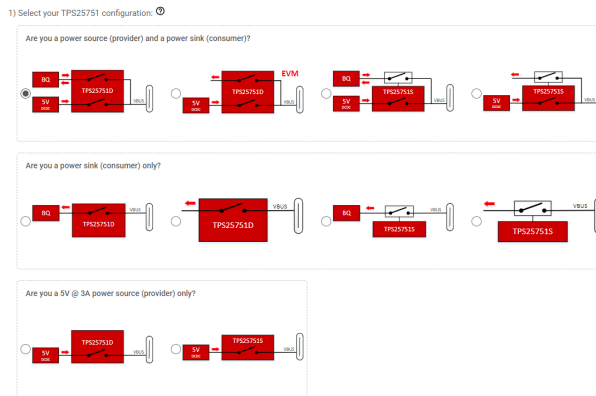 1) Select your TPS25751 configuration: ?
Are you a power source (provider) and a power sink (consumer)?
BQ
TPS25751D
5V
DCDC
VBUS
EVM
TPS25751D
5V
DCDC
VBUS
BQ
TPS25751S
5V
DCDC
VBUS
TPS25751S
5V
DCDC
VBUS
Are you a power sink (consumer) only?
BQ
VBUS
TPS25751D
VBUS
TPS25751D
BQ
VBUS
TPS25751S
VBUS
TPS25751S
Are you a 5V @ 3A power source (provider) only?
TPS25751D
5V
DCDC
VBUS
TPS25751S
5V
DCDC
VBUS